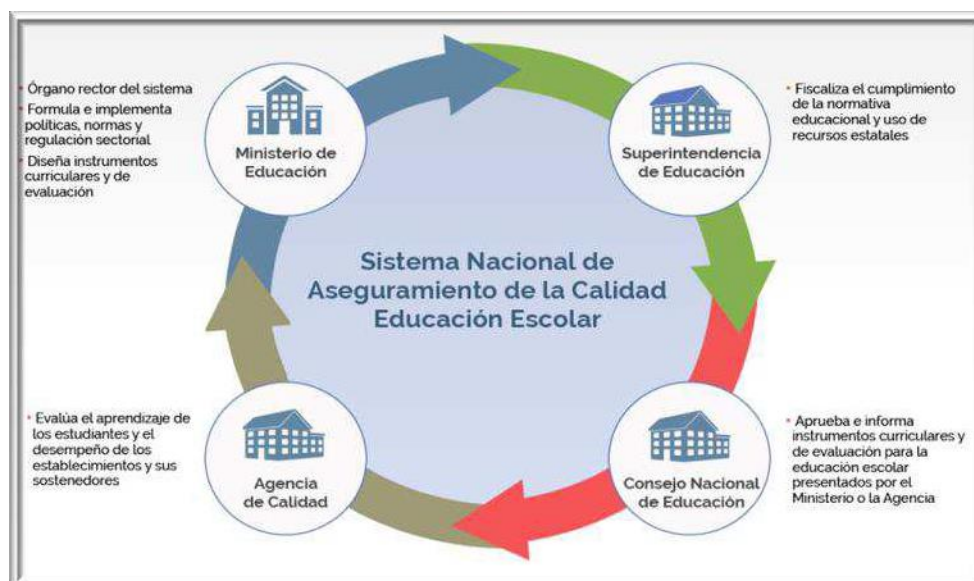 • Órgano rector del sistema
• Formula e implementa
políticas, normas y
regulación sectorial
• Diseña instrumentos
curriculares y de
evaluación
Ministerio de
Educación
Superintendencia
de Educación
• Fiscaliza el cumplimiento
de la normativa
educacional y uso de
recursos estatales
Sistema Nacional de
Aseguramiento de la Calidad
Educación Escolar
• Evalúa el aprendizaje de
los estudiantes y el
desempeño de los
establecimientos y sus
sostenedores
Agencia
de Calidad
Consejo Nacional
de Educación
• Aprueba e informa
instrumentos curriculares y
de evaluación para la
educación escolar
presentados por el
Ministerio o la Agencia